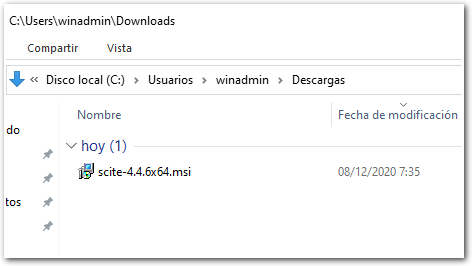 C:\Users\winadmin\Downloads
Compartir Vista
« Disco local (C:) > Usuarios > winadmin > Descargas
Nombre Fecha de modificación
do
hoy (1)
scite-4.4.6x64.msi 08/12/2020 7:35
tos